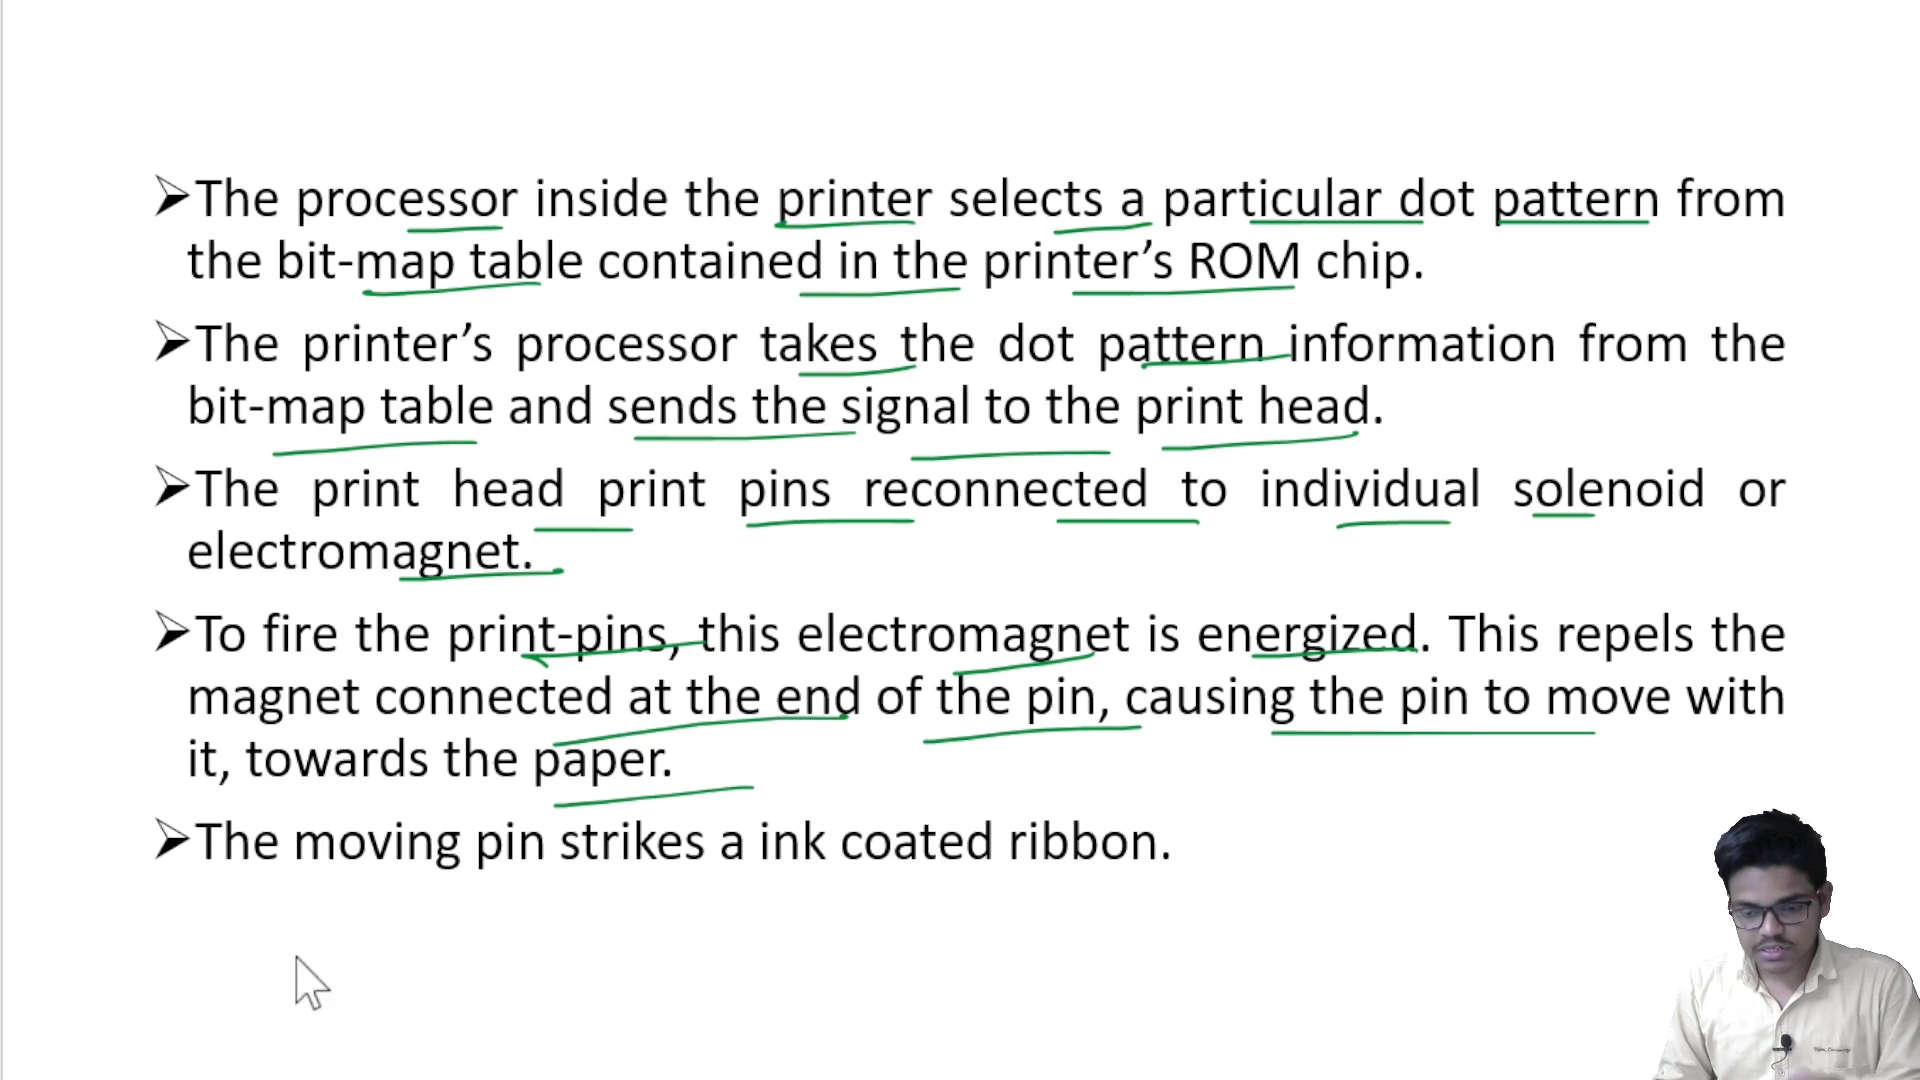 ➢The processor inside the printer selects a particular dot pattern from
the bit-map table contained in the printer’s ROM chip.
➢The printer’s processor takes the dot pattern information from the
bit-map table and sends the signal to the print head.
➢The print head print pins reconnected to individual solenoid or
electromagnet.
➢To fire the print-pins, this electromagnet is energized. This repels the
magnet connected at the end of the pin, causing the pin to move with
it, towards the paper.
➢The moving pin strikes a ink coated ribbon.